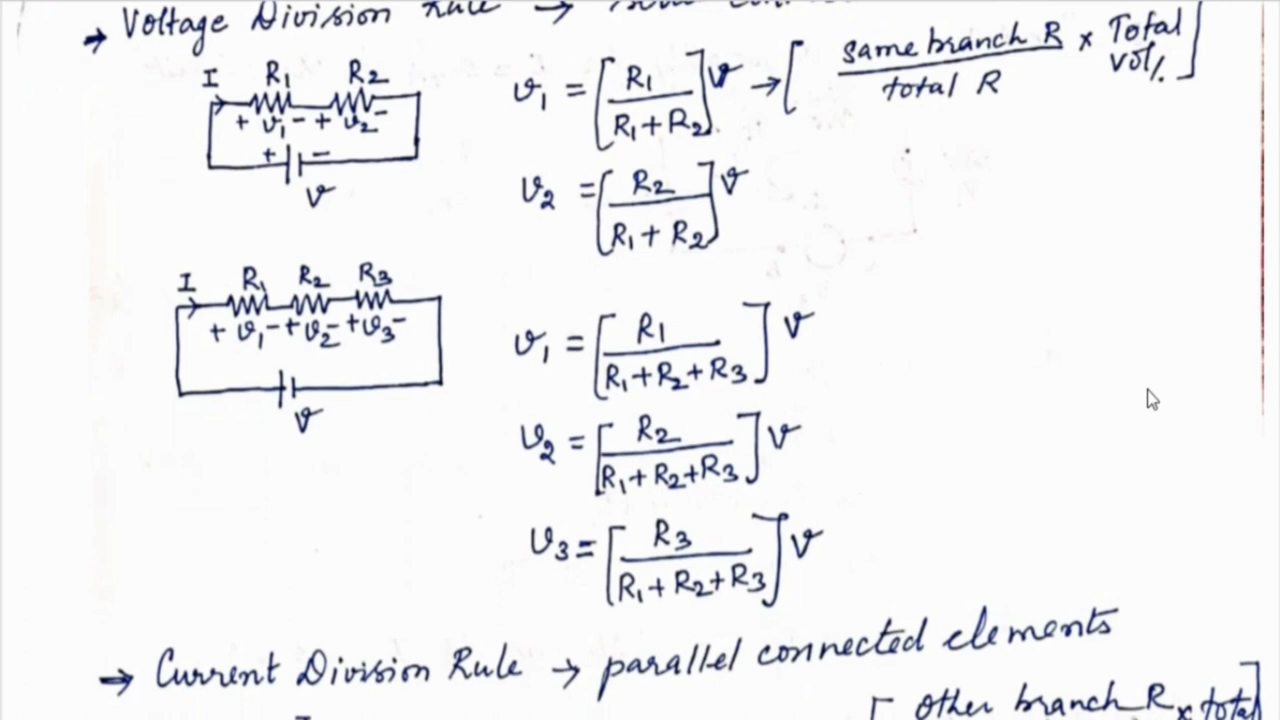 → Voltage Division Rule →
I R₁ R₂
+ v₁ - + v₂ -
+ -
v
v₁ = [R₁ / (R₁ + R₂)] v → [same branch R / total R × Total vol.]
v₂ = [R₂ / (R₁ + R₂)] v
I R₁ R₂ R₃
+ v₁ - + v₂ - + v₃ -
v
v₁ = [R₁ / (R₁ + R₂ + R₃)] v
v₂ = [R₂ / (R₁ + R₂ + R₃)] v
v₃ = [R₃ / (R₁ + R₂ + R₃)] v
→ Current Division Rule → parallel connected elements
[other branch R × total]